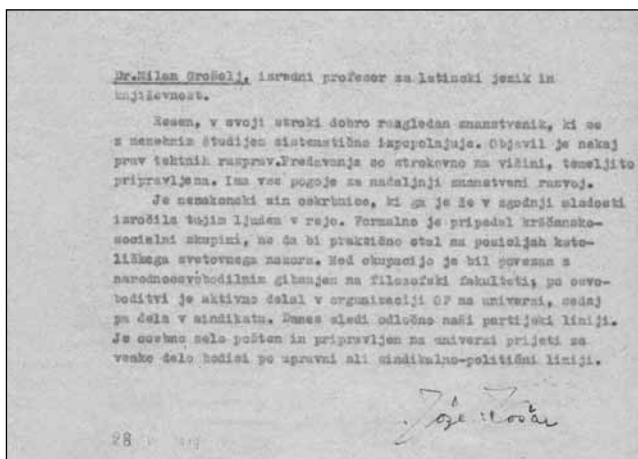 Dr.Milan Grošelj, izredni profesor za latinski jezik in
književnost.
Resen, v svoji stroki dobro razgledan znanstvenik, ki se
z nenehnim študijem sistematično izpopolnjuje. Objavil je nekaj
prav tehtnih razprav.Predavanja so strokovno na višini, temeljito
pripravljena. Ima vse pogoje za nadaljnji znanstveni razvoj.
Je nezakonski sin oskrbnice, ki ga je že v zgodnji mladosti
izročila tujim ljudem v rejo. Formalno je pripadal krščansko-
socialni skupini, ne da bi praktično stal na pozicijah kato-
liškega svetovnega nazora. Med okupacijo je bil povezan z
narodnoosvobodilnim gibanjem na filozofski fakulteti, po osvo-
boditvi je aktivno delal v organizaciji OF na univerzi, sedaj
pa dela v sindikatu. Danes sledi odločno naši partijski liniji.
Je osebno zelo pošten in pripravljen na univerzi prijeti za
vsako delo bodisi po upravni ali sindikalno-politični liniji.
Jože
28